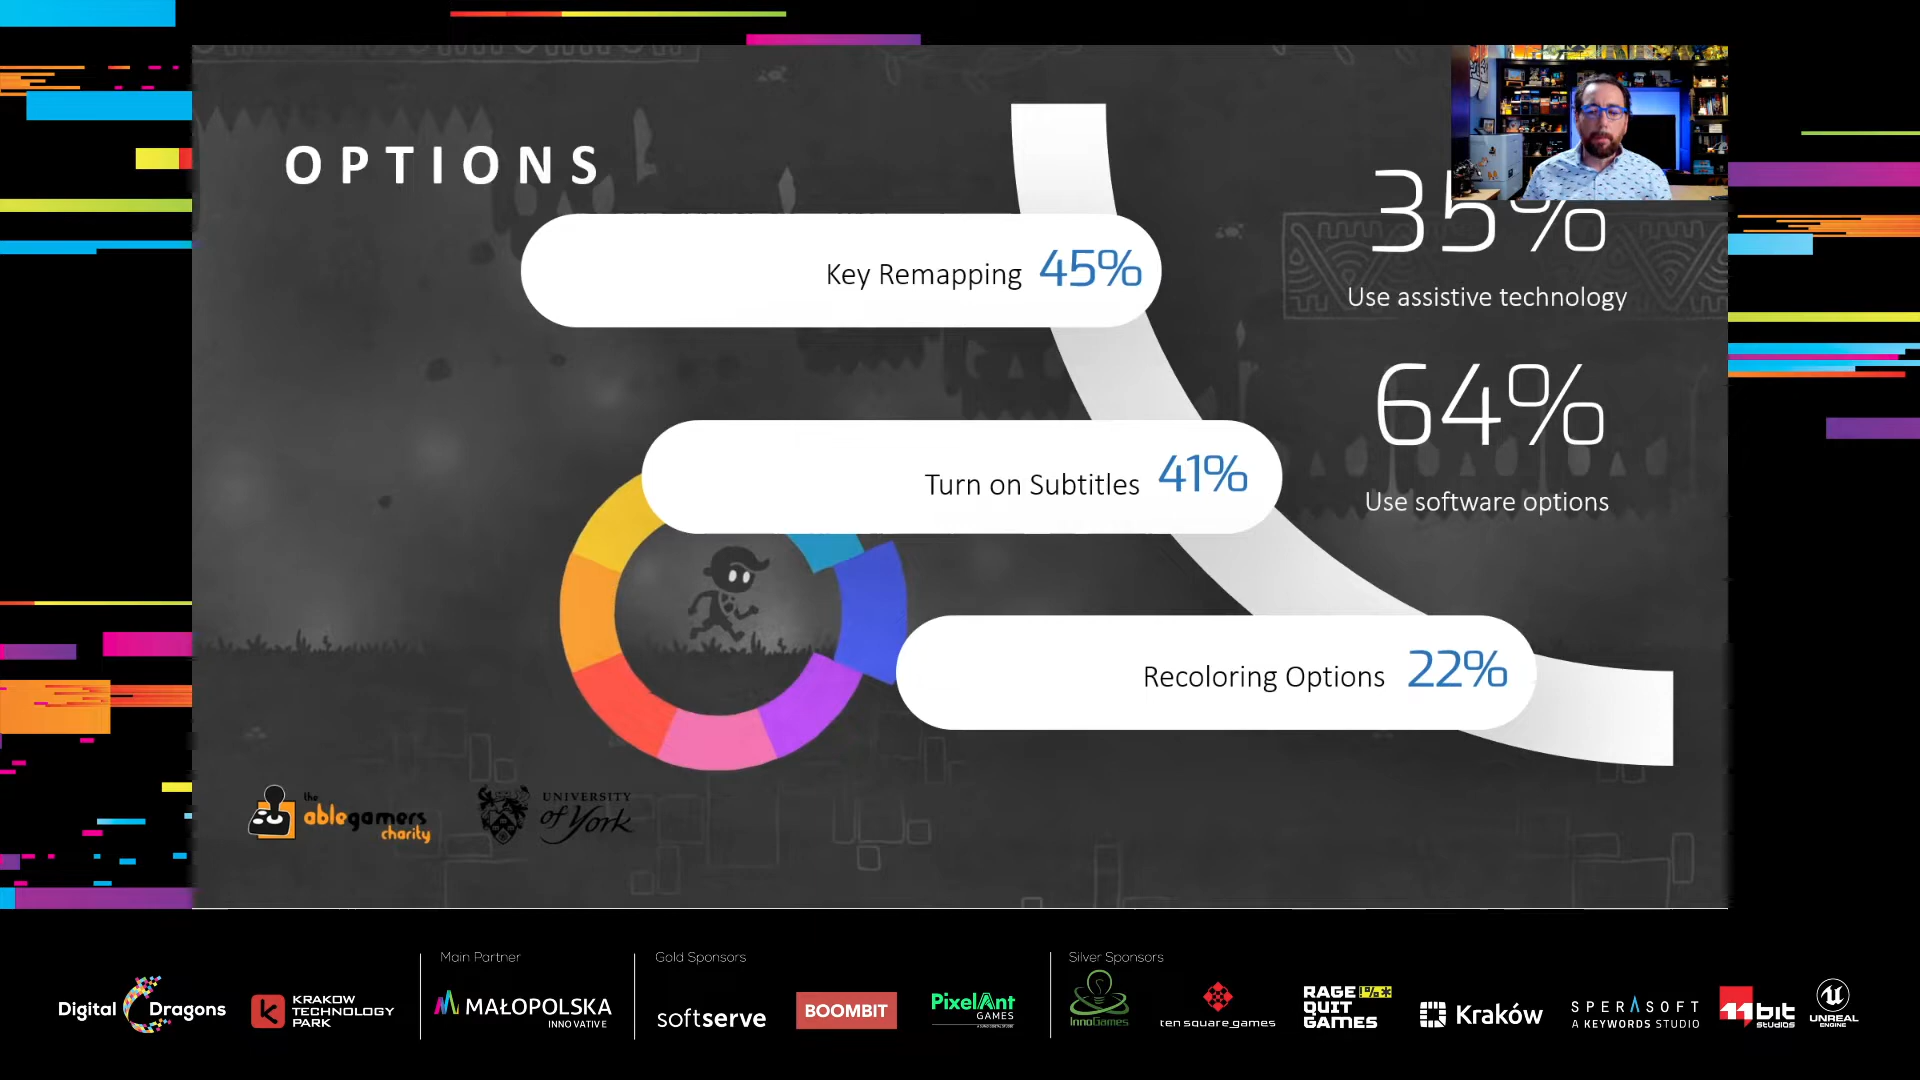 OPTIONS
Key Remapping 45%
Turn on Subtitles 41%
Recoloring Options 22%
35%
Use assistive technology
64%
Use software options
the
ablegamers
charity
UNIVERSITY
of York
Main Partner
Gold Sponsors
Silver Sponsors
Digital Dragons
KRAKOW
TECHNOLOGY
PARK
MAŁOPOLSKA
INNOVATIVE
softserve
BOOMBIT
PixelAnt
GAMES
InnoGames
ten square games
RAGE !%*
QUIT
GAMES
Kraków
SPERASOFT
A KEYWORDS STUDIO
11bit
studios
UNREAL
ENGINE